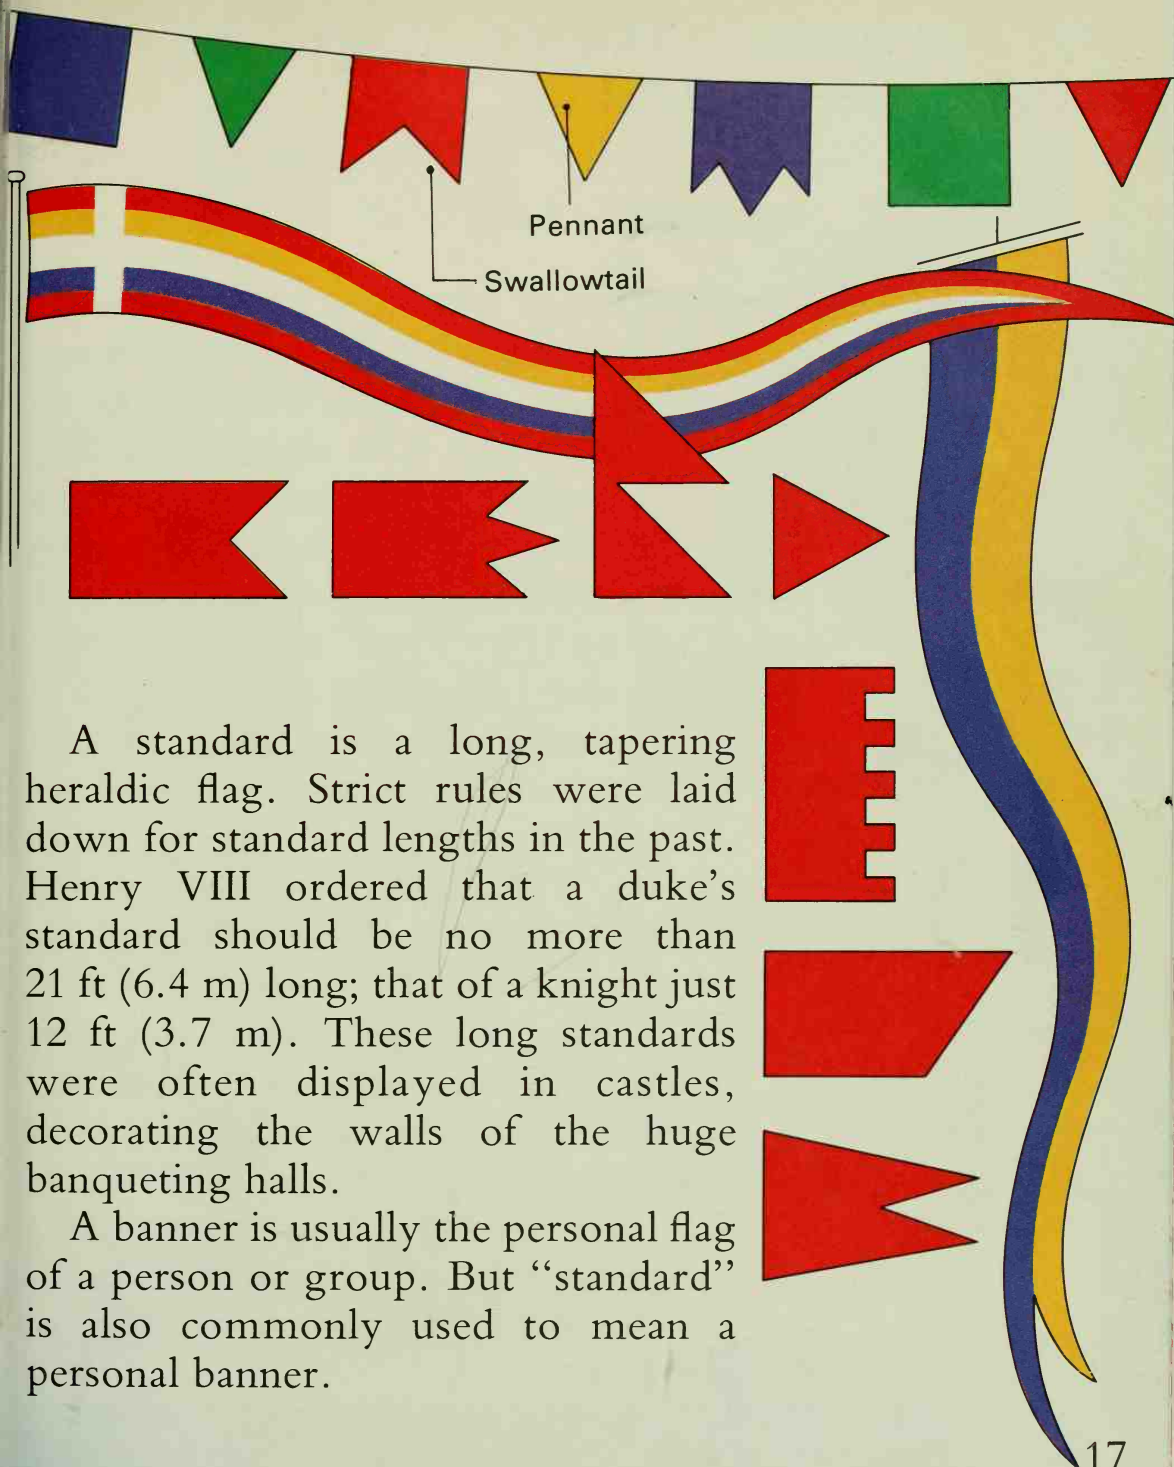 Pennant
Swallowtail
A standard is a long, tapering
heraldic flag. Strict rules were laid
down for standard lengths in the past.
Henry VIII ordered that a duke's
standard should be no more than
21 ft (6.4 m) long; that of a knight just
12 ft (3.7 m). These long standards
were often displayed in castles,
decorating the walls of the huge
banqueting halls.
A banner is usually the personal flag
of a person or group. But “standard”
is also commonly used to mean a
personal banner.
17